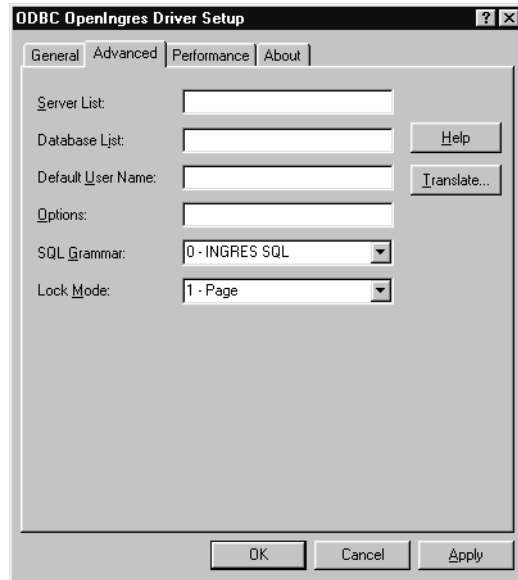 ODBC OpenIngres Driver Setup
General Advanced Performance About
Server List:
Database List:
Help
Default User Name:
Translate...
Options:
SQL Grammar: 0 - INGRES SQL
Lock Mode: 1 - Page
OK Cancel Apply